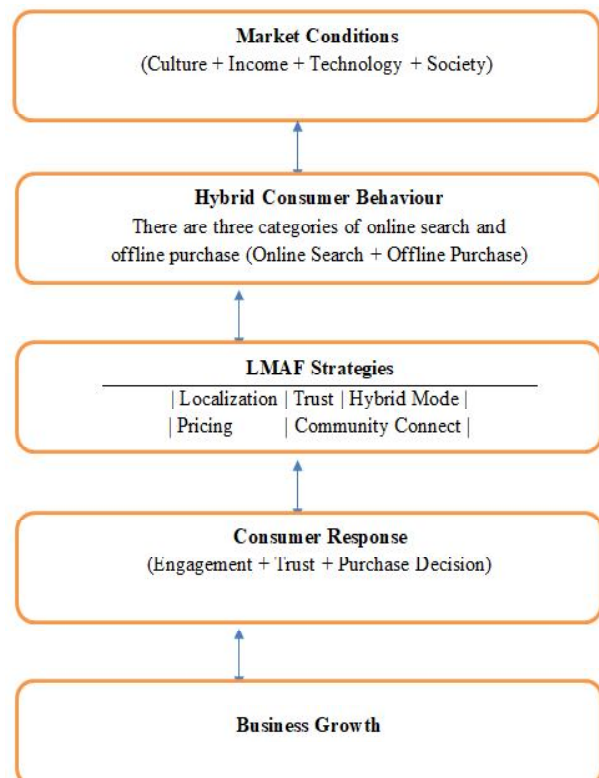 Market Conditions
(Culture + Income + Technology + Society)
Hybrid Consumer Behaviour
There are three categories of online search and
offline purchase (Online Search + Offline Purchase)
LMAF Strategies
| Localization | Trust | Hybrid Mode |
| Pricing | Community Connect |
Consumer Response
(Engagement + Trust + Purchase Decision)
Business Growth